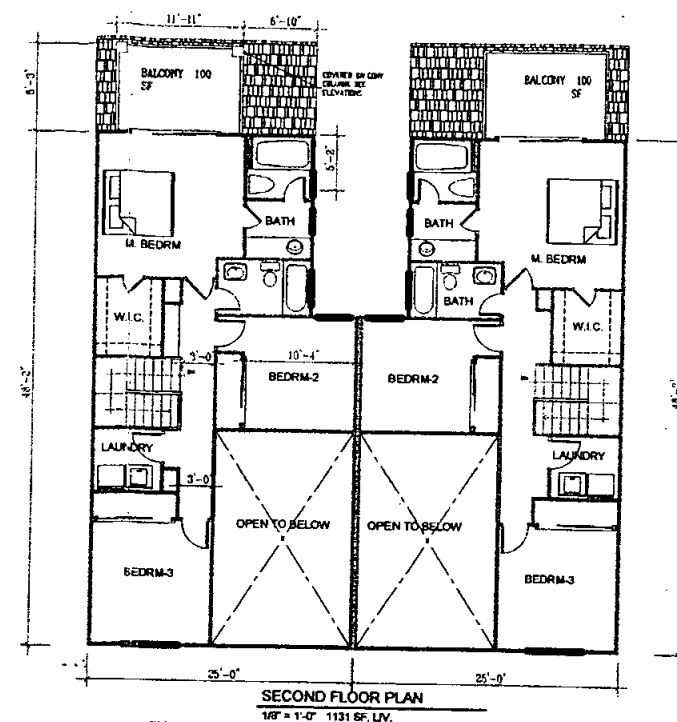 11'-11" 6'-10"
BALCONY 100
SF
COVERED
ELEVATIONS
BALCONY 100
SF
5'-2"
BATH
BATH
M. BEDRM
M. BEDRM
BATH
W.I.C.
W.I.C.
3'-0"
10'-4"
BEDRM-2
BEDRM-2
LAUNDRY
LAUNDRY
3'-0
OPEN TO BELOW
OPEN TO BELOW
BEDRM-3
BEDRM-3
25'-0"
25'-0"
SECOND FLOOR PLAN
1/8" = 1'-0" 1131 SF. LIV.